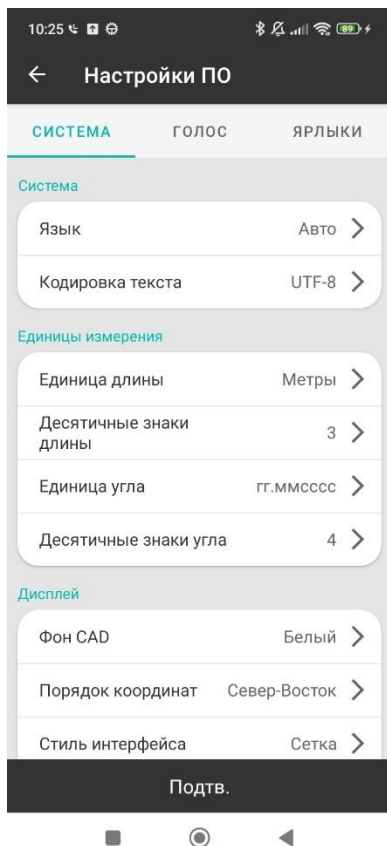 10:25
89
Настройки ПО
СИСТЕМА ГОЛОС ЯРЛЫКИ
Система
Язык Авто
Кодировка текста UTF-8
Единицы измерения
Единица длины Метры
Десятичные знаки
длины 3
Единица угла гг.ммсссс
Десятичные знаки угла 4
Дисплей
Фон CAD Белый
Порядок координат Север-Восток
Стиль интерфейса Сетка
Подтв.